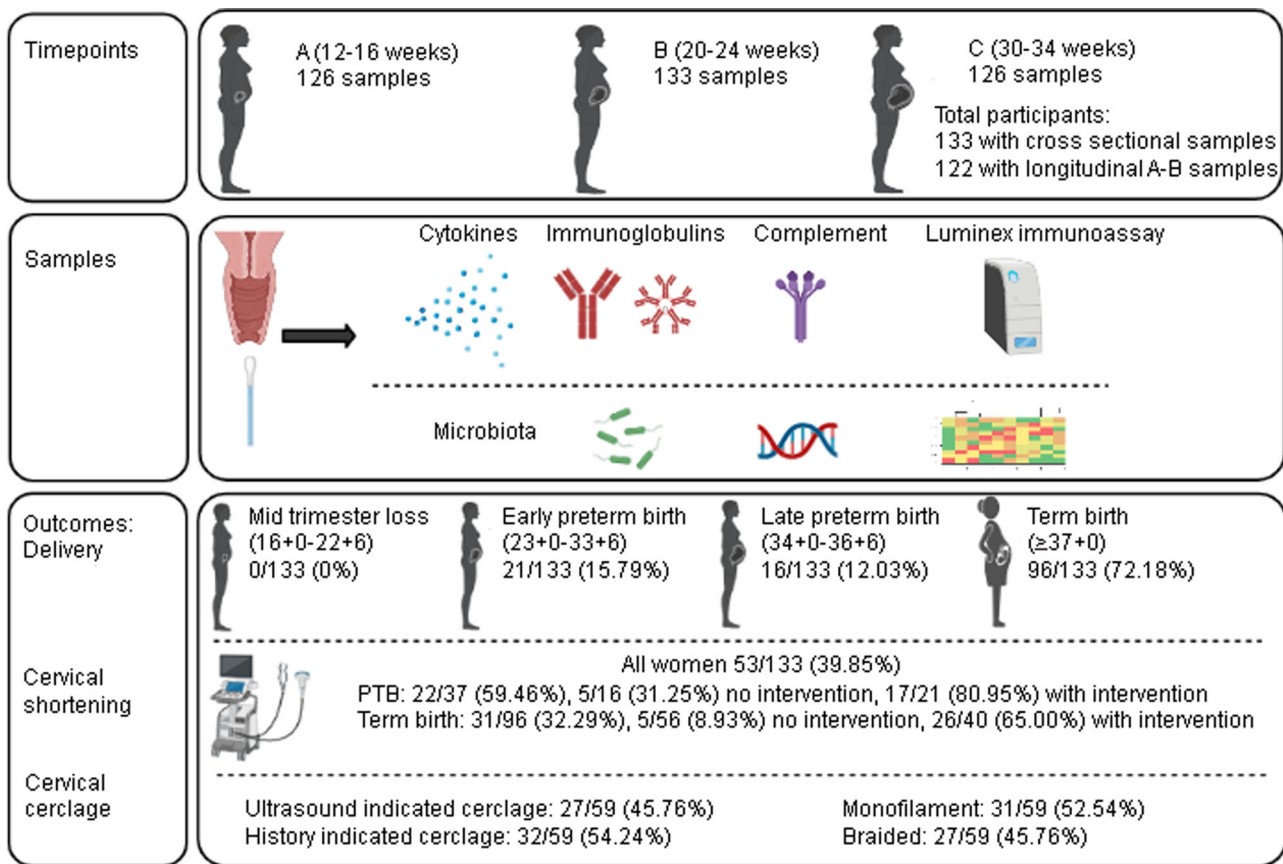 Timepoints
A (12-16 weeks)
126 samples
B (20-24 weeks)
133 samples
C (30-34 weeks)
126 samples
Total participants:
133 with cross sectional samples
122 with longitudinal A-B samples
Samples
Cytokines
Immunoglobulins
Complement
Luminex immunoassay
Microbiota
Outcomes:
Delivery
Mid trimester loss
(16+0-22+6)
0/133 (0%)
Early preterm birth
(23+0-33+6)
21/133 (15.79%)
Late preterm birth
(34+0-36+6)
16/133 (12.03%)
Term birth
(≥37+0)
96/133 (72.18%)
Cervical
shortening
All women 53/133 (39.85%)
PTB: 22/37 (59.46%), 5/16 (31.25%) no intervention, 17/21 (80.95%) with intervention
Term birth: 31/96 (32.29%), 5/56 (8.93%) no intervention, 26/40 (65.00%) with intervention
Cervical
cerclage
Ultrasound indicated cerclage: 27/59 (45.76%)
History indicated cerclage: 32/59 (54.24%)
Monofilament: 31/59 (52.54%)
Braided: 27/59 (45.76%)